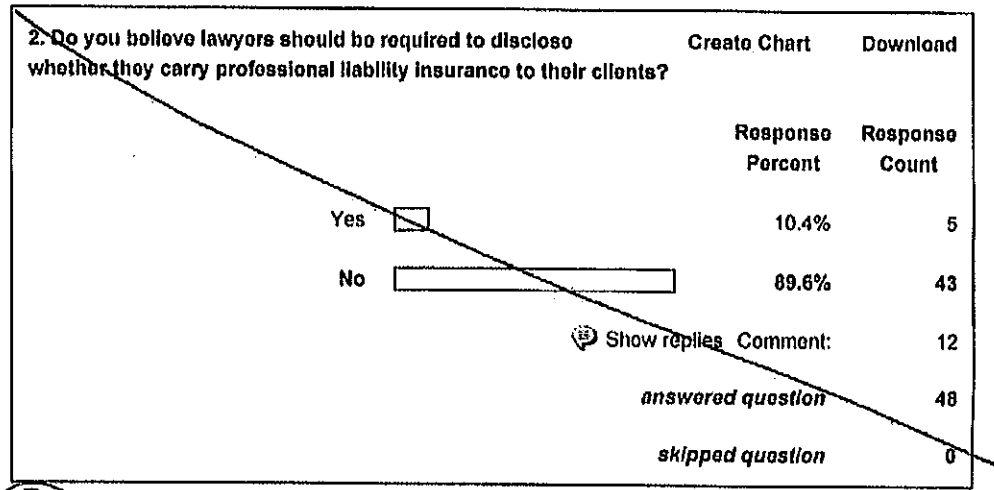 2. Do you believe lawyers should be required to disclose Create Chart Download
whether they carry professional liability insurance to their clients?
Response Response
Percent Count
Yes 10.4% 5
No 89.6% 43
Show replies Comment: 12
answered question 48
skipped question 0